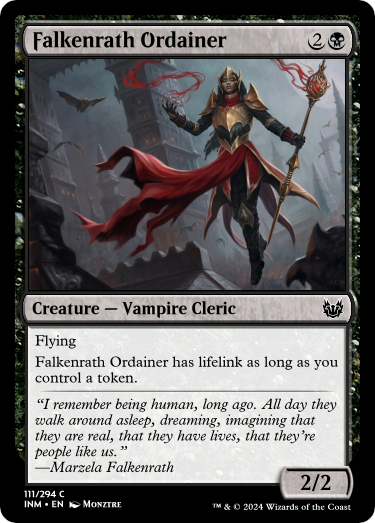 Falkenrath Ordainer 2
Creature — Vampire Cleric
Flying
Falkenrath Ordainer has lifelink as long as you
control a token.
“I remember being human, long ago. All day they
walk around asleep, dreaming, imagining that
they are real, that they have lives, that they’re
people like us.”
—Marzela Falkenrath
2/2
111/294 C
INM • EN Monztre
™ & © 2024 Wizards of the Coast